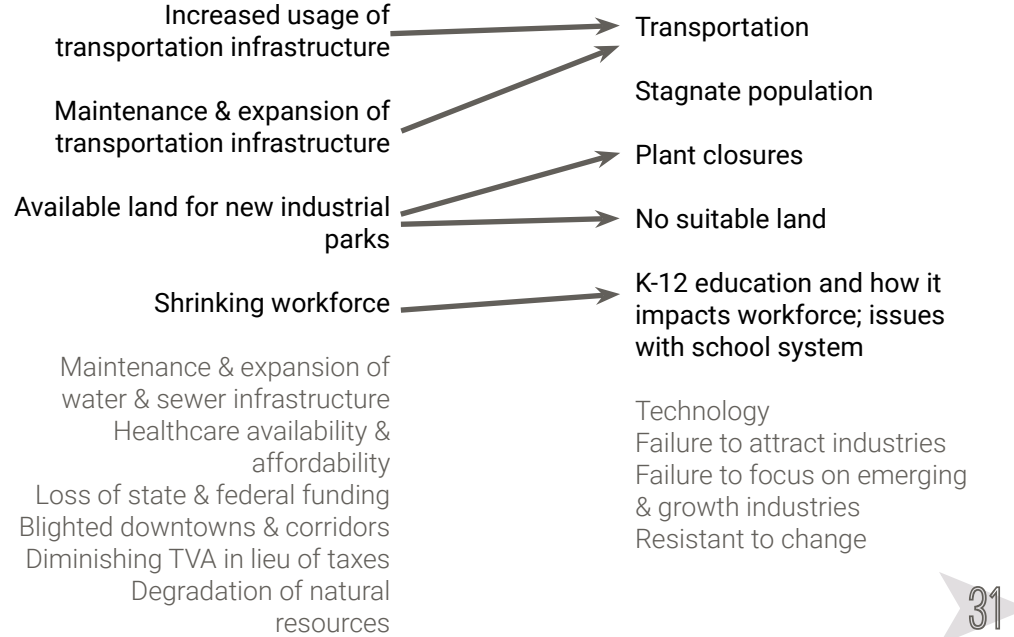 Increased usage of
transportation infrastructure
Maintenance & expansion of
transportation infrastructure
Available land for new industrial
parks
Shrinking workforce
Maintenance & expansion of
water & sewer infrastructure
Healthcare availability &
affordability
Loss of state & federal funding
Blighted downtowns & corridors
Diminishing TVA in lieu of taxes
Degradation of natural
resources
Transportation
Stagnate population
Plant closures
No suitable land
K-12 education and how it
impacts workforce; issues
with school system
Technology
Failure to attract industries
Failure to focus on emerging
& growth industries
Resistant to change
31